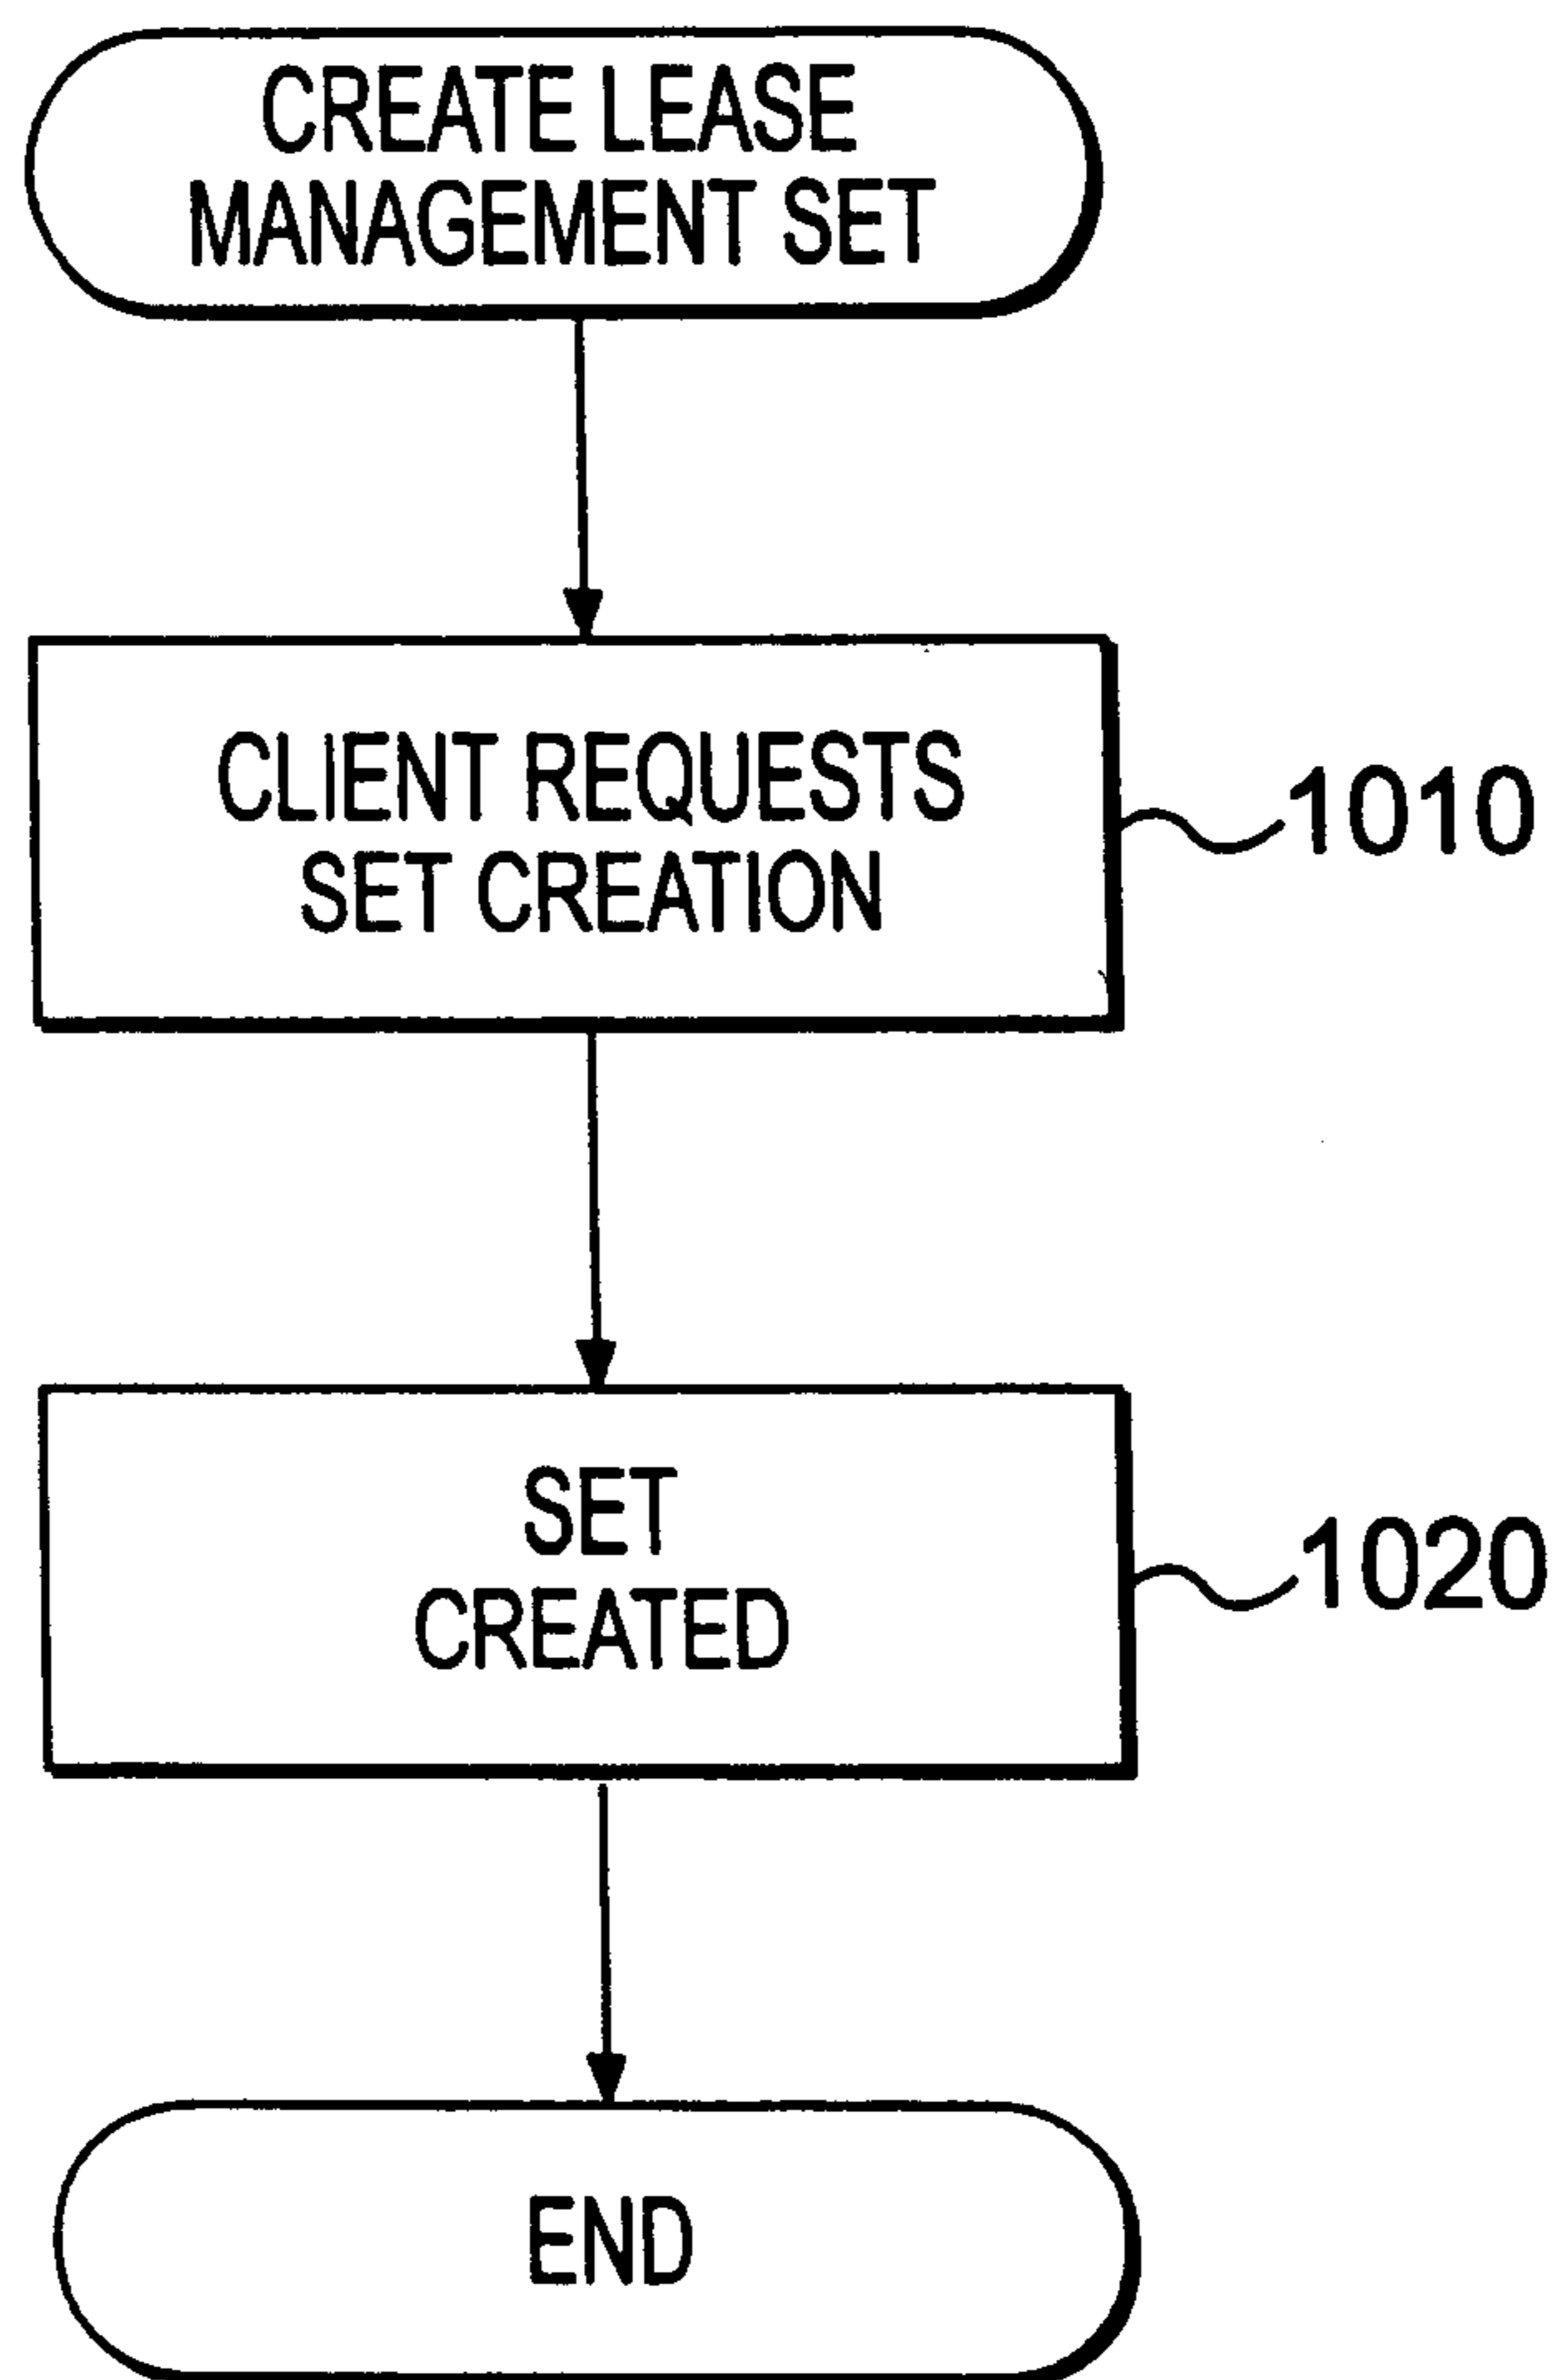 CREATE LEASE
MANAGEMENT SET
CLIENT REQUESTS
SET CREATION
1010
SET
CREATED
1020
END